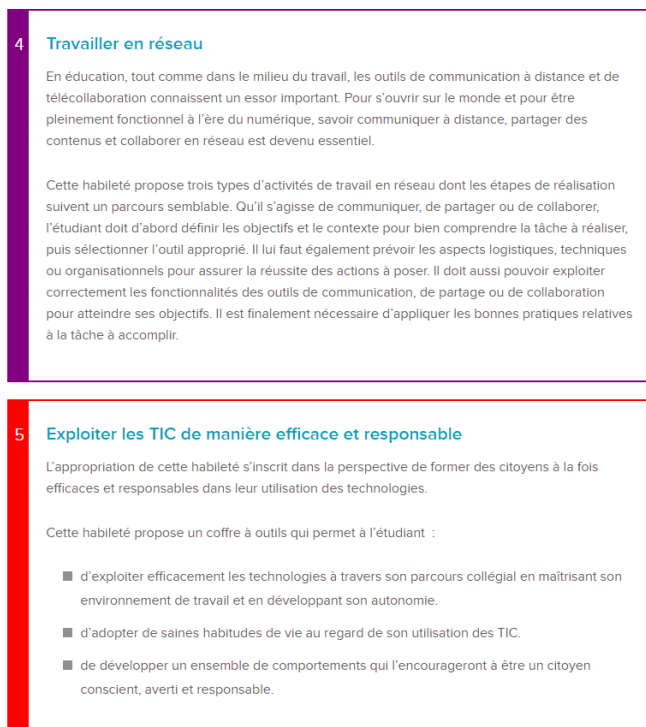 4 Travailler en réseau
En éducation, tout comme dans le milieu du travail, les outils de communication à distance et de
télécollaboration connaissent un essor important. Pour s'ouvrir sur le monde et pour être
pleinement fonctionnel à l'ère du numérique, savoir communiquer à distance, partager des
contenus et collaborer en réseau est devenu essentiel.
Cette habileté propose trois types d'activités de travail en réseau dont les étapes de réalisation
suivent un parcours semblable. Qu'il s'agisse de communiquer, de partager ou de collaborer,
l'étudiant doit d'abord définir les objectifs et le contexte pour bien comprendre la tâche à réaliser,
puis sélectionner l'outil approprié. Il lui faut également prévoir les aspects logistiques, techniques
ou organisationnels pour assurer la réussite des actions à poser. Il doit aussi pouvoir exploiter
correctement les fonctionnalités des outils de communication, de partage ou de collaboration
pour atteindre ses objectifs. Il est finalement nécessaire d'appliquer les bonnes pratiques relatives
à la tâche à accomplir.
5 Exploiter les TIC de manière efficace et responsable
L'appropriation de cette habileté s'inscrit dans la perspective de former des citoyens à la fois
efficaces et responsables dans leur utilisation des technologies.
Cette habileté propose un coffre à outils qui permet à l'étudiant :
■ d'exploiter efficacement les technologies à travers son parcours collégial en maîtrisant son
environnement de travail et en développant son autonomie.
■ d'adopter de saines habitudes de vie au regard de son utilisation des TIC.
■ de développer un ensemble de comportements qui l'encourageront à être un citoyen
conscient, averti et responsable.